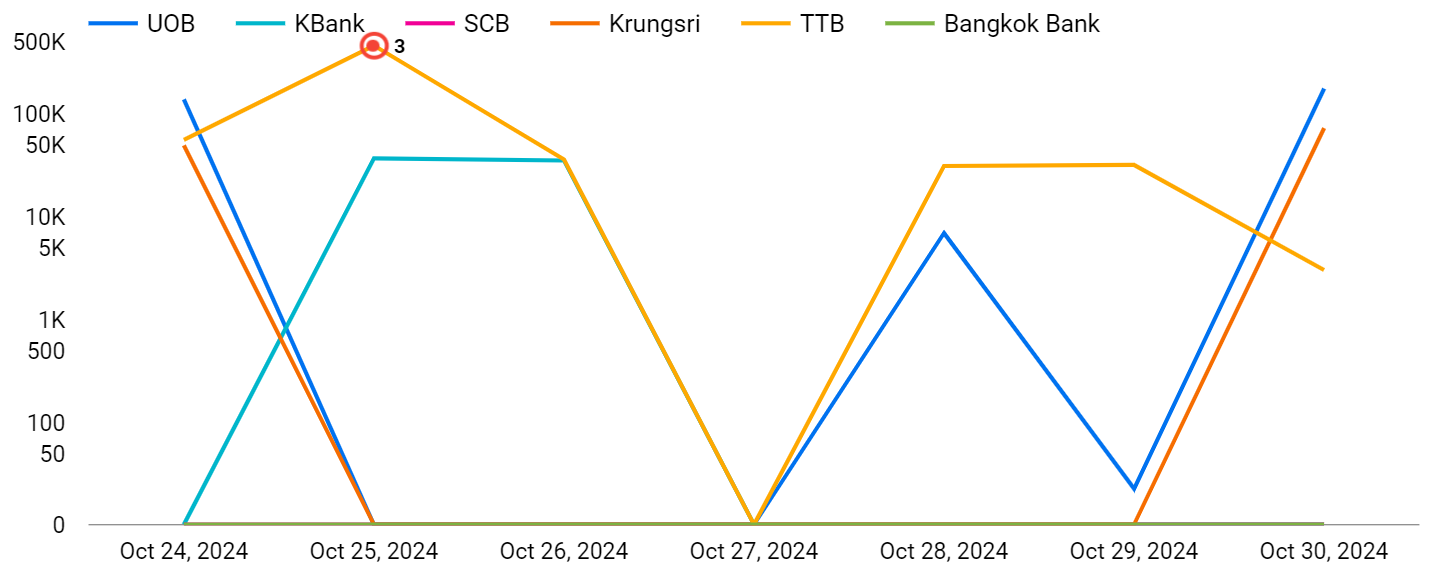 UOB KBank SCB Krungsri TTB Bangkok Bank
500K
3
100K
50K
10K
5K
1K
500
100
50
0
Oct 24, 2024 Oct 25, 2024 Oct 26, 2024 Oct 27, 2024 Oct 28, 2024 Oct 29, 2024 Oct 30, 2024